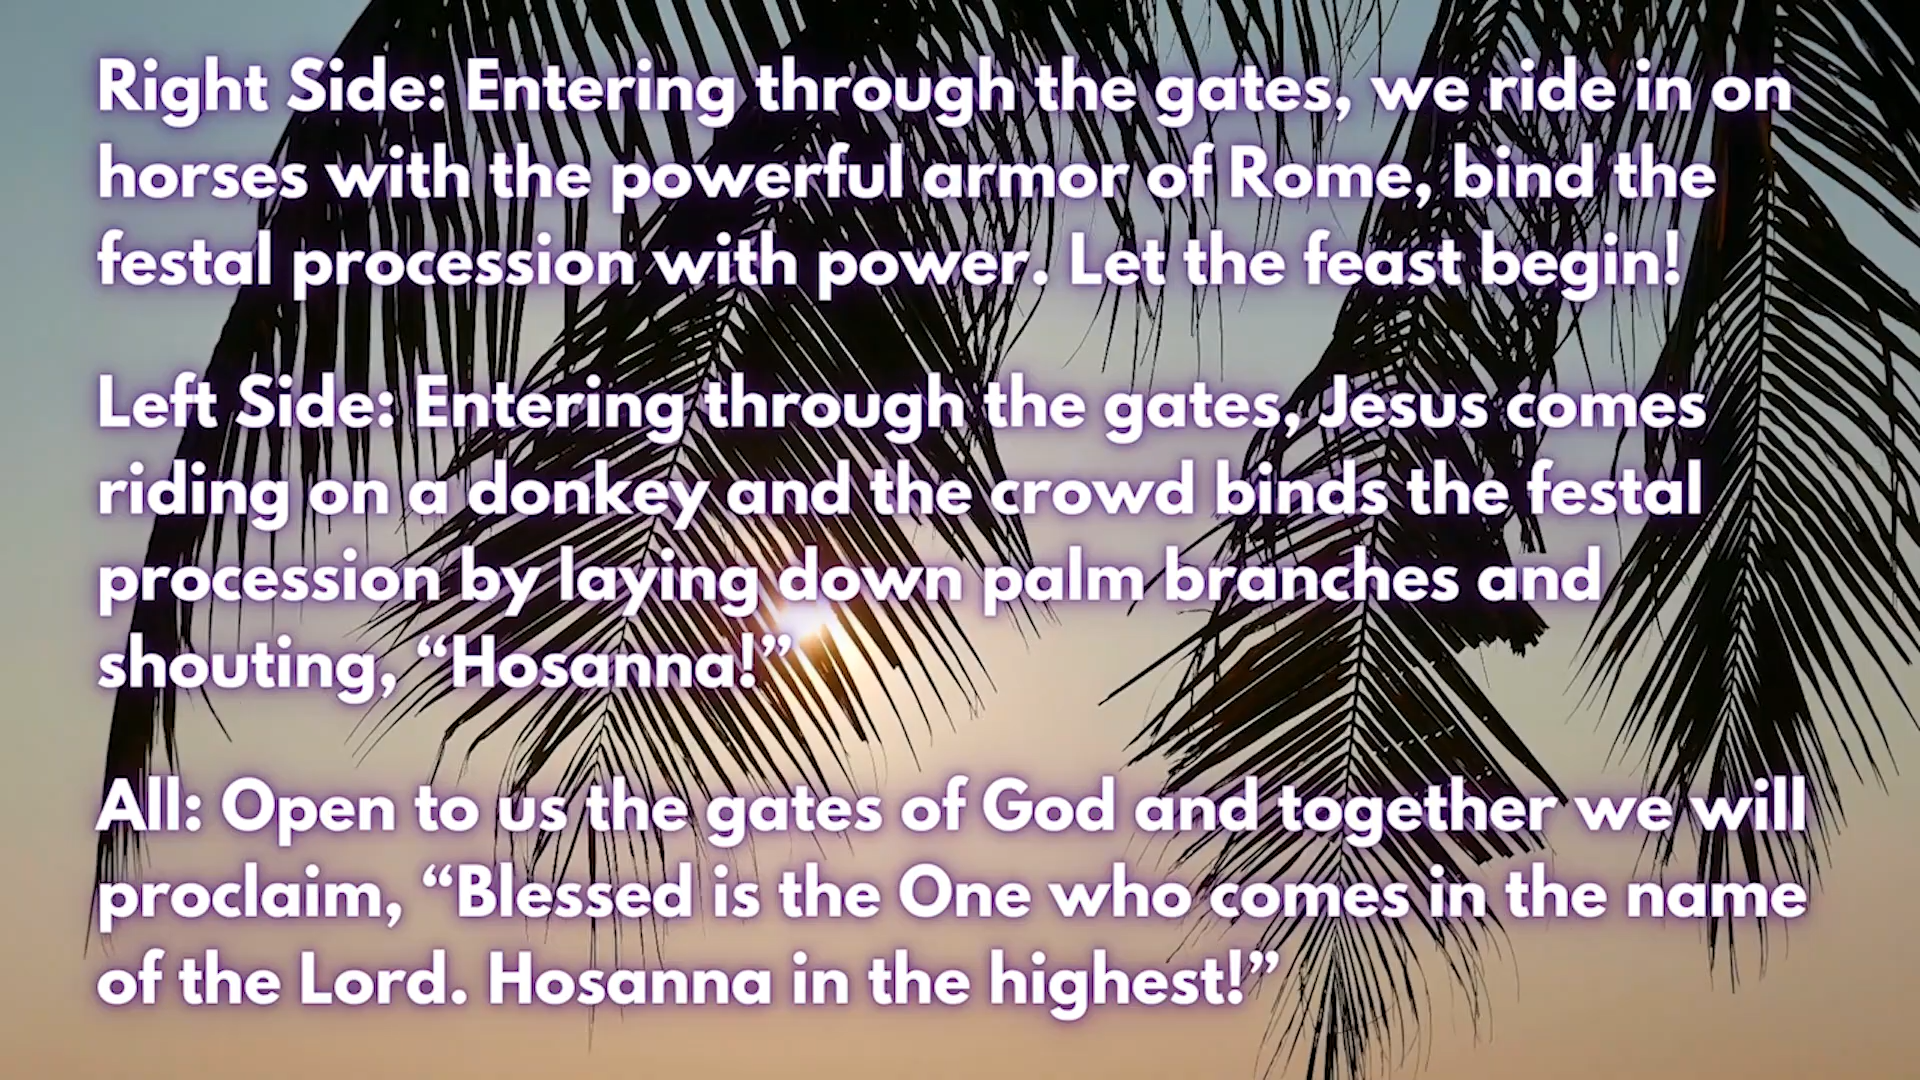 Right Side: Entering through the gates, we ride in on
horses with the powerful armor of Rome, bind the
festal procession with power. Let the feast begin!
Left Side: Entering through the gates, Jesus comes
riding on a donkey and the crowd binds the festal
procession by laying down palm branches and
shouting, “Hosanna!”
All: Open to us the gates of God and together we will
proclaim, “Blessed is the One who comes in the name
of the Lord. Hosanna in the highest!”